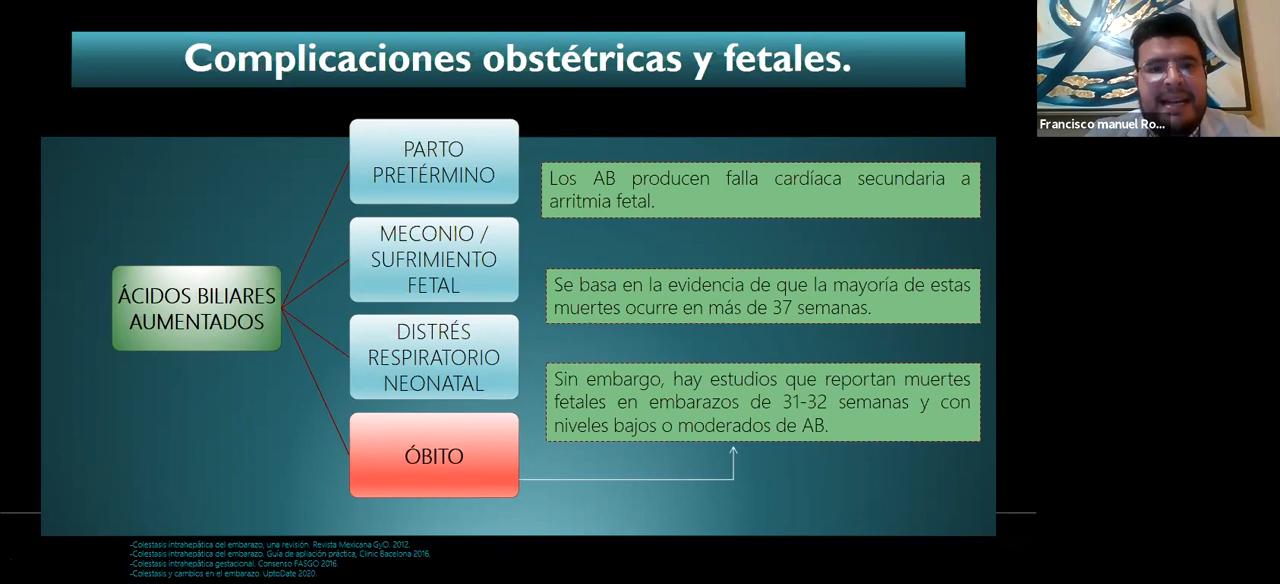 Complicaciones obstétricas y fetales.
Francisco manuel Ro...
PARTO
PRETÉRMINO
MECONIO /
SUFRIMIENTO
FETAL
ÁCIDOS BILIARES
AUMENTADOS
DISTRÉS
RESPIRATORIO
NEONATAL
ÓBITO
Los AB producen falla cardíaca secundaria a
arritmia fetal.
Se basa en la evidencia de que la mayoría de estas
muertes ocurre en más de 37 semanas.
Sin embargo, hay estudios que reportan muertes
fetales en embarazos de 31-32 semanas y con
niveles bajos o moderados de AB.
-Colestasis intrahepática del embarazo, una revisión. Revista Mexicana GyO. 2012.
-Colestasis intrahepática del embarazo. Guía de apliación práctica, Clinic Bacelona 2016.
-Colestasis intrahepática gestacional. Consenso FASGO 2016.
-Colestasis y cambios en el embarazo. UptoDate 2020.